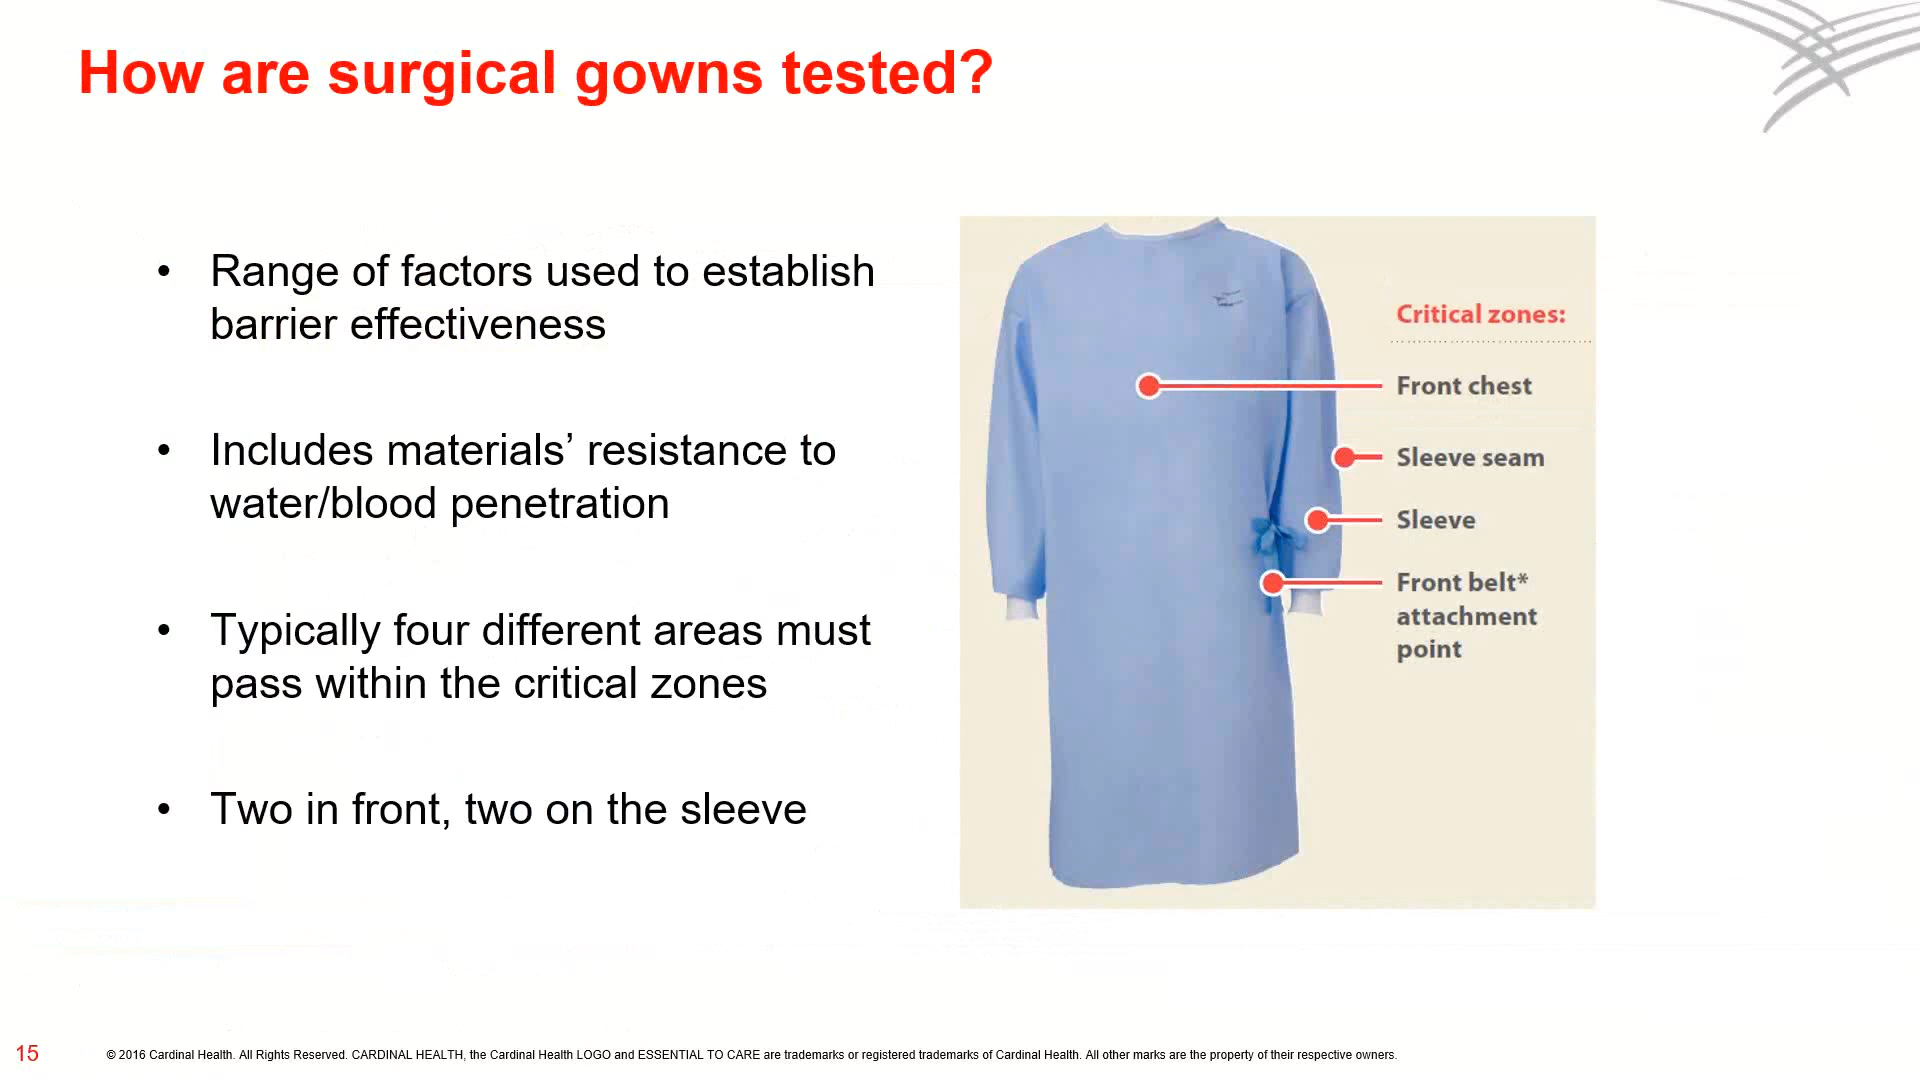 How are surgical gowns tested?
• Range of factors used to establish
barrier effectiveness
• Includes materials’ resistance to
water/blood penetration
• Typically four different areas must
pass within the critical zones
• Two in front, two on the sleeve
Critical zones:
Front chest
Sleeve seam
Sleeve
Front belt*
attachment
point
15
© 2016 Cardinal Health. All Rights Reserved. CARDINAL HEALTH, the Cardinal Health LOGO and ESSENTIAL TO CARE are trademarks or registered trademarks of Cardinal Health. All other marks are the property of their respective owners.